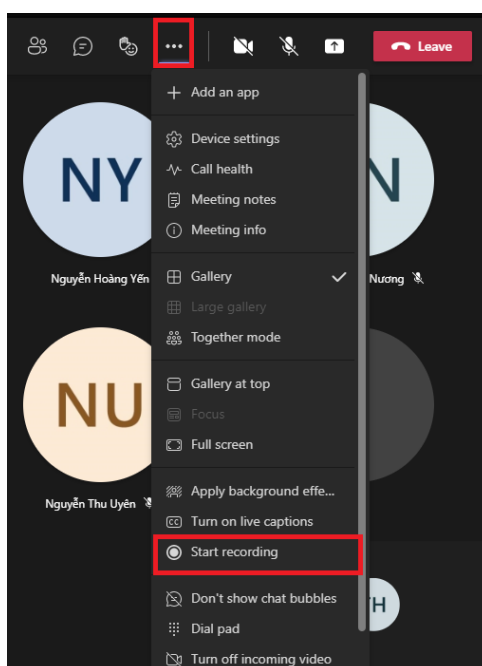 Leave
Add an app
Device settings
Call health
Meeting notes
Meeting info
NY
N
Nguyễn Hoàng Yến
Gallery
Nương
Large gallery
Together mode
Gallery at top
Focus
Full screen
NU
Nguyễn Thu Uyên
Apply background effe...
CC Turn on live captions
Start recording
Don't show chat bubbles
H
Dial pad
Turn off incoming video